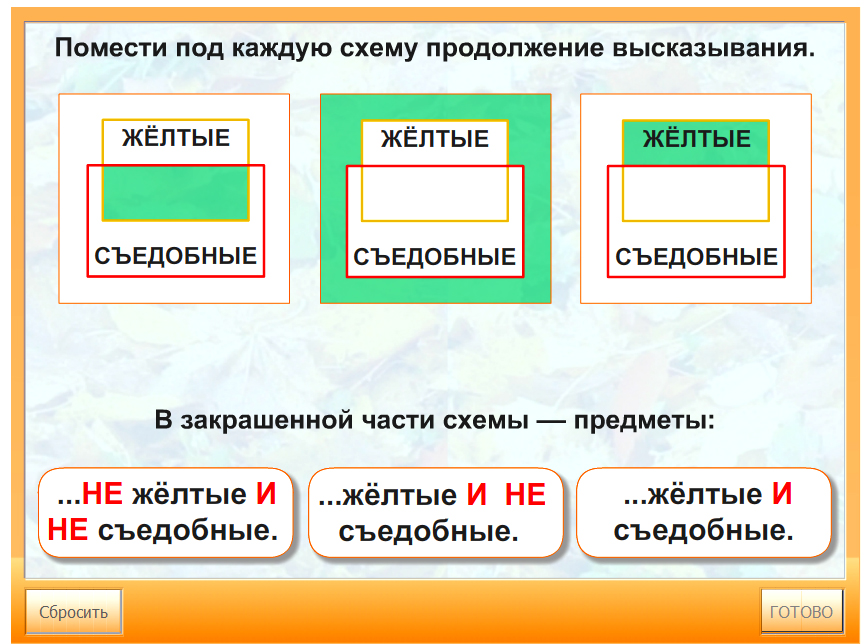 Помести под каждую схему продолжение высказывания.
ЖЁЛТЫЕ
СЪЕДОБНЫЕ
ЖЁЛТЫЕ
СЪЕДОБНЫЕ
ЖЁЛТЫЕ
СЪЕДОБНЫЕ
В закрашенной части схемы — предметы:
...НЕ жёлтые И
НЕ съедобные.
...жёлтые И НЕ
съедобные.
...жёлтые И
съедобные.
Сбросить
ГОТОВО